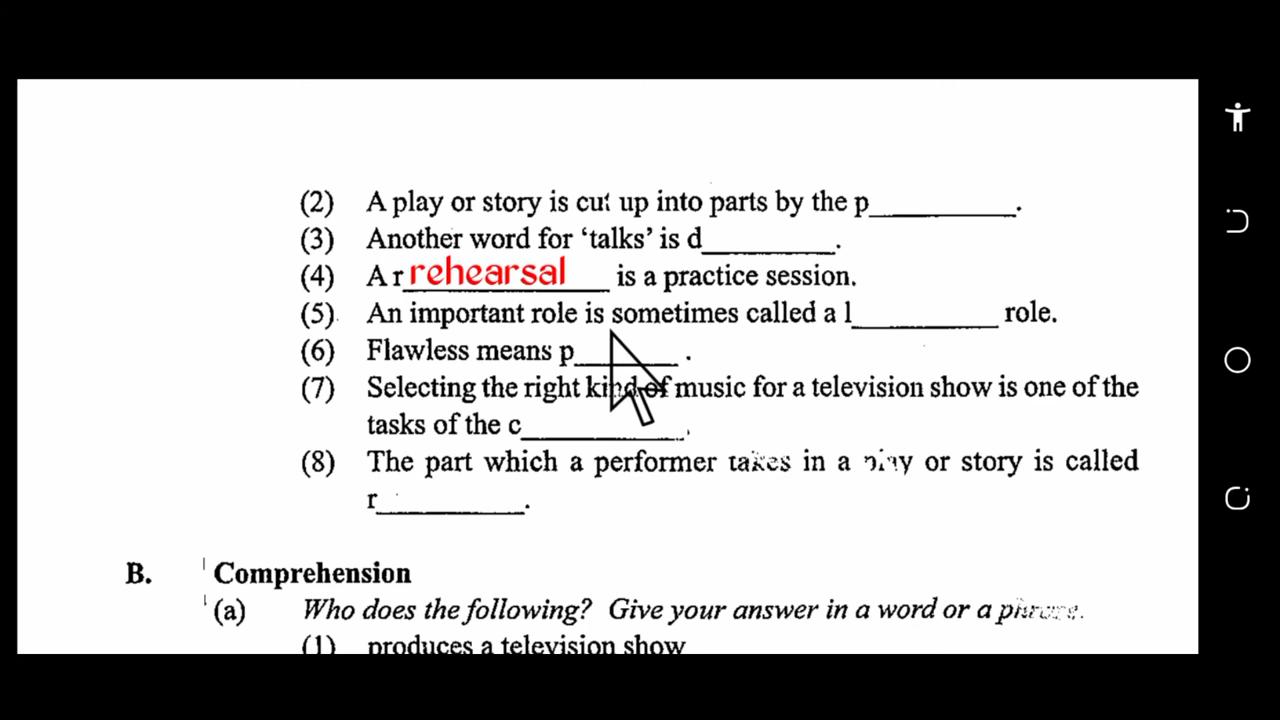 (2) A play or story is cut up into parts by the p__________.
(3) Another word for ‘talks’ is d_________.
(4) A r rehearsal is a practice session.
(5) An important role is sometimes called a l__________ role.
(6) Flawless means p_______.
(7) Selecting the right kind of music for a television show is one of the
tasks of the c___________.
(8) The part which a performer takes in a play or story is called
r__________.
B. Comprehension
(a) Who does the following? Give your answer in a word or a phrase.
(1) produces a television show